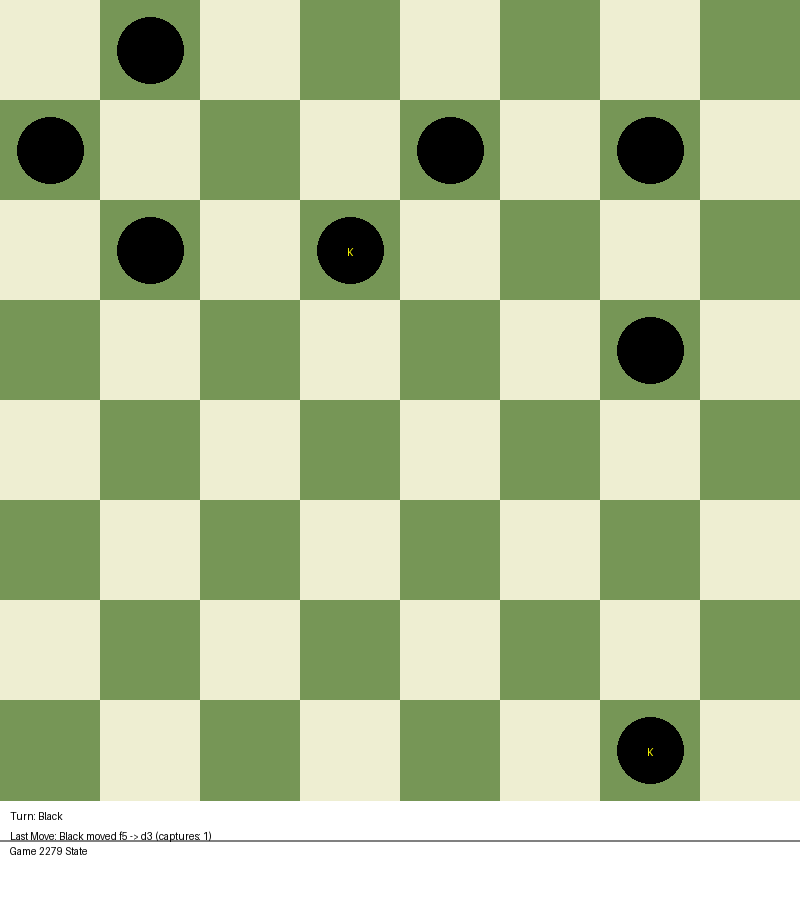 K
K
Turn: Black
Last Move: Black moved f5 -> d3 (captures: 1)
Game 2279 State